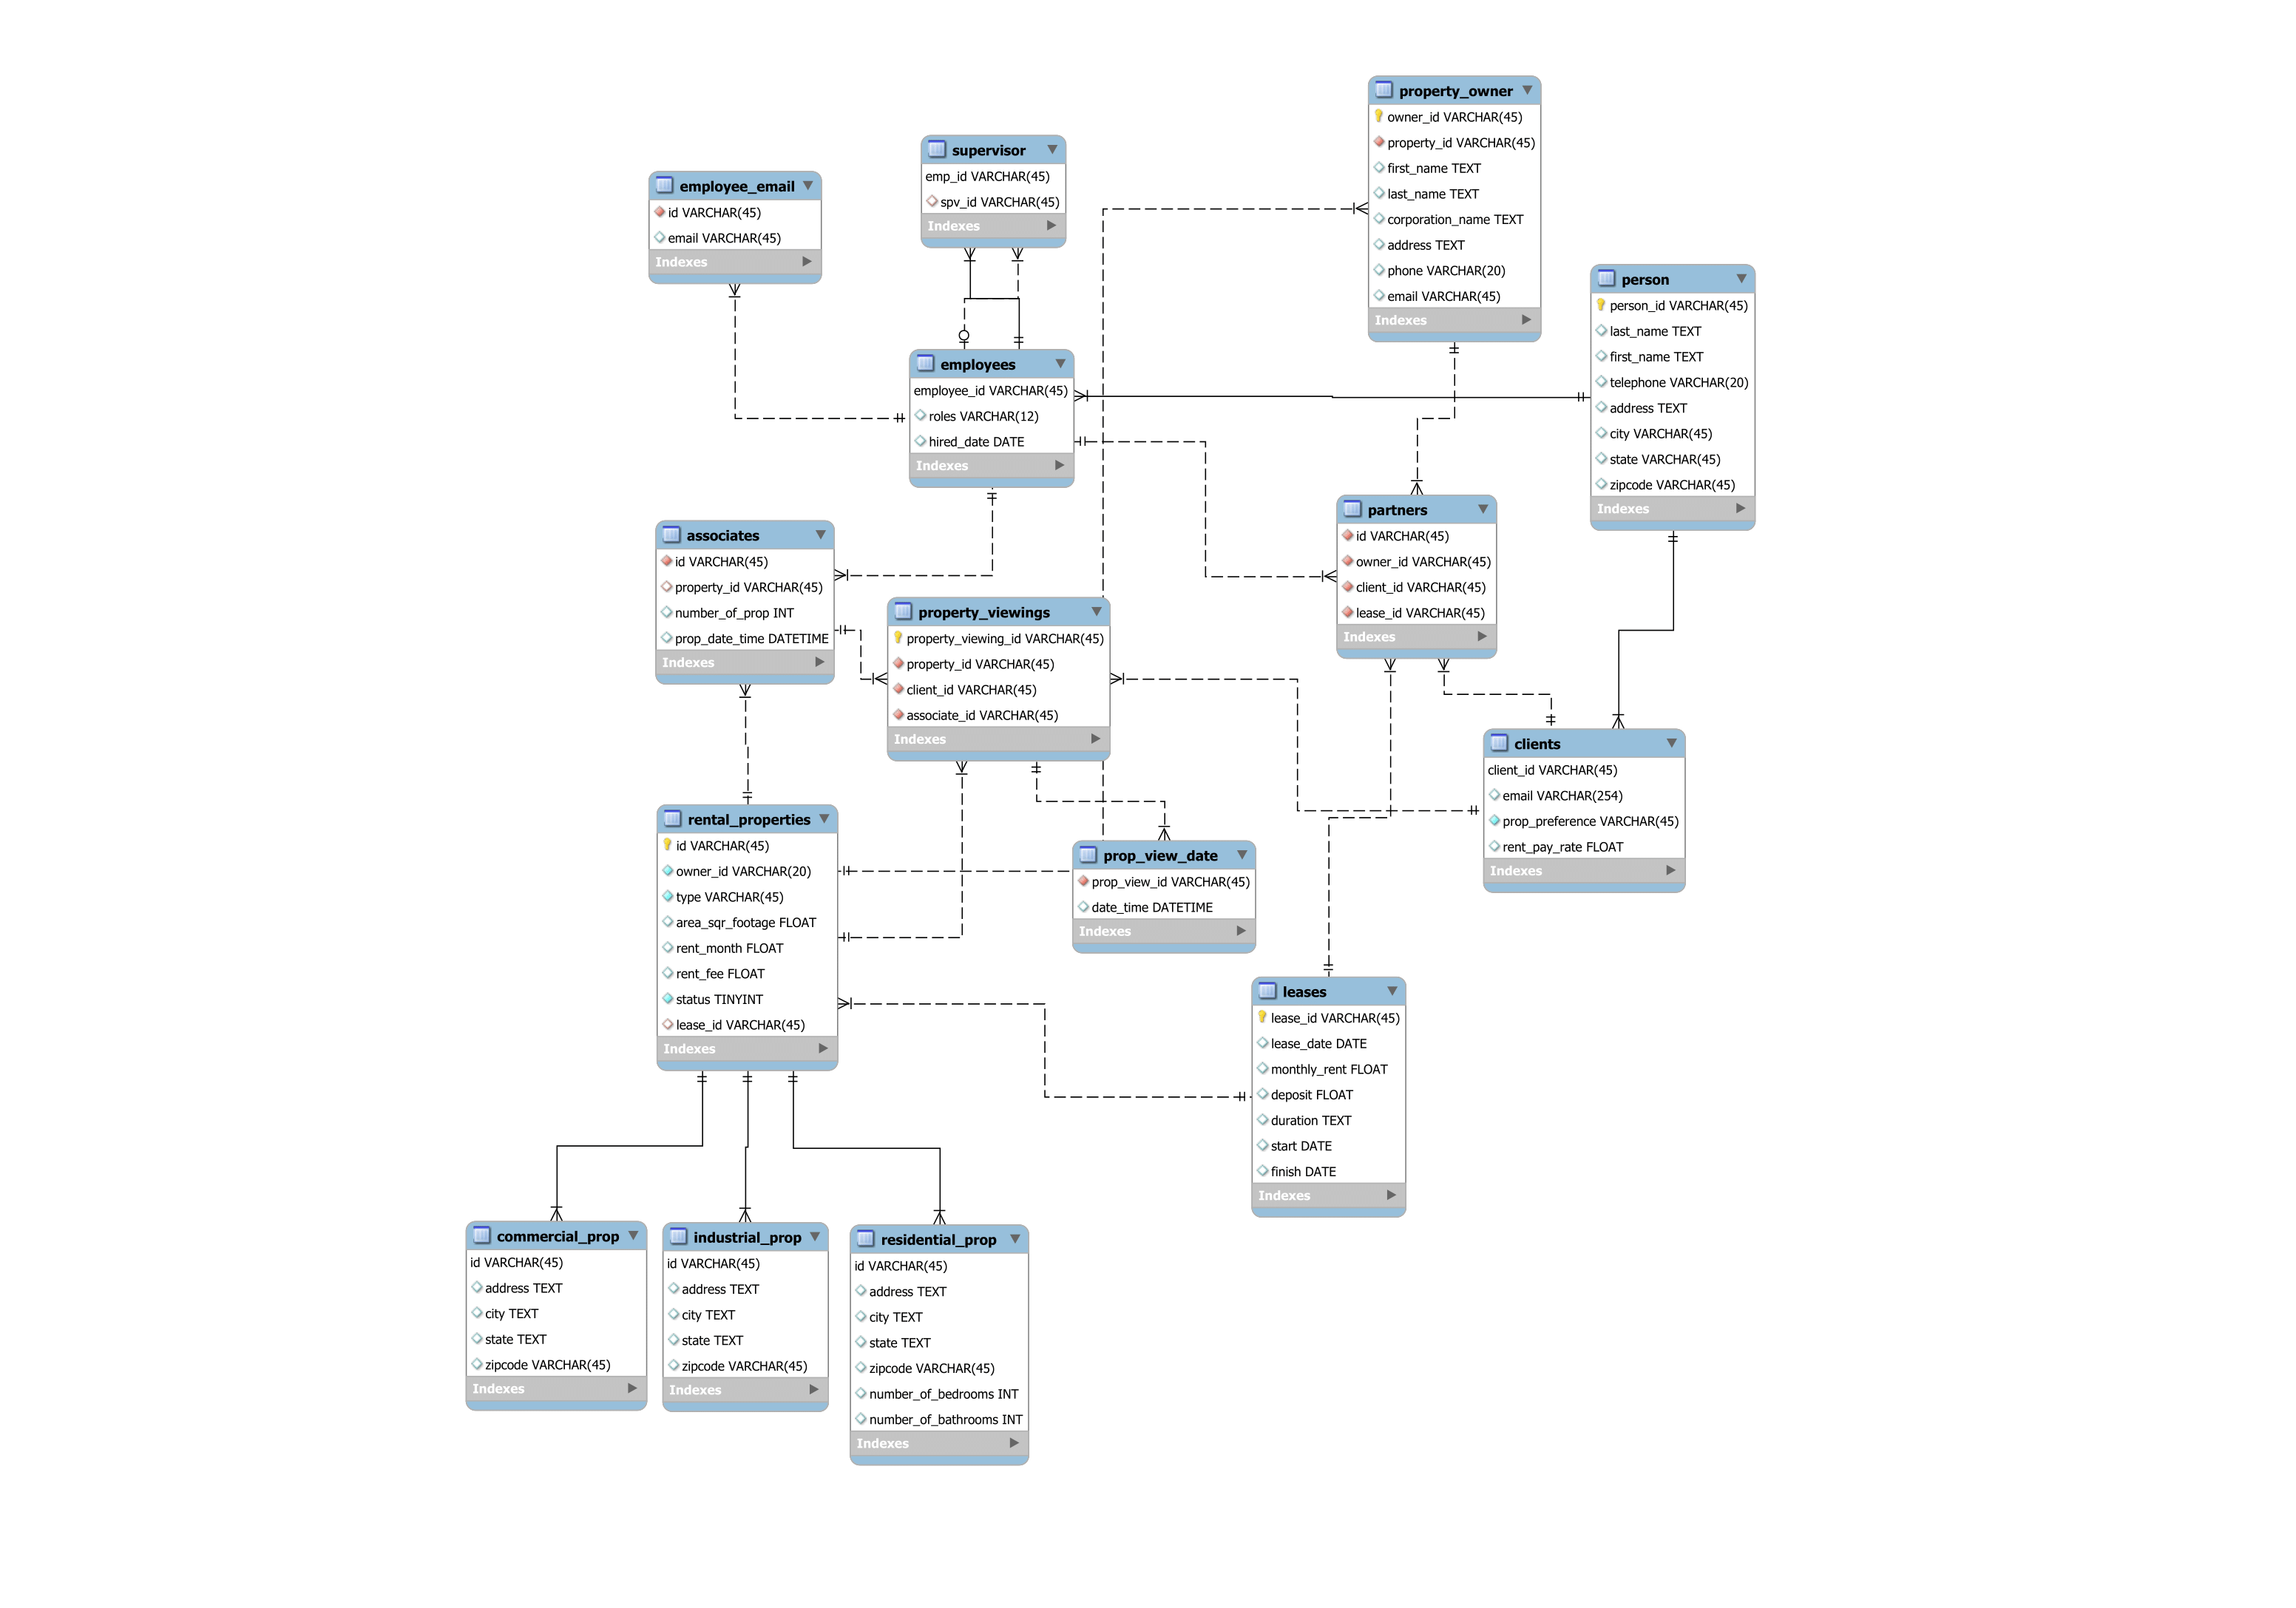 property_owner
owner_id VARCHAR(45)
property_id VARCHAR(45)
first_name TEXT
last_name TEXT
corporation_name TEXT
address TEXT
phone VARCHAR(20)
email VARCHAR(45)
Indexes
supervisor
emp_id VARCHAR(45)
spv_id VARCHAR(45)
Indexes
employee_email
id VARCHAR(45)
email VARCHAR(45)
Indexes
person
person_id VARCHAR(45)
last_name TEXT
first_name TEXT
telephone VARCHAR(20)
address TEXT
city VARCHAR(45)
state VARCHAR(45)
zipcode VARCHAR(45)
Indexes
employees
employee_id VARCHAR(45)
roles VARCHAR(12)
hired_date DATE
Indexes
partners
id VARCHAR(45)
owner_id VARCHAR(45)
client_id VARCHAR(45)
lease_id VARCHAR(45)
Indexes
associates
id VARCHAR(45)
property_id VARCHAR(45)
number_of_prop INT
prop_date_time DATETIME
Indexes
property_viewings
property_viewing_id VARCHAR(45)
property_id VARCHAR(45)
client_id VARCHAR(45)
associate_id VARCHAR(45)
Indexes
clients
client_id VARCHAR(45)
email VARCHAR(254)
prop_preference VARCHAR(45)
rent_pay_rate FLOAT
Indexes
rental_properties
id VARCHAR(45)
owner_id VARCHAR(20)
type VARCHAR(45)
area_sqr_footage FLOAT
rent_month FLOAT
rent_fee FLOAT
status TINYINT
lease_id VARCHAR(45)
Indexes
prop_view_date
prop_view_id VARCHAR(45)
date_time DATETIME
Indexes
leases
lease_id VARCHAR(45)
lease_date DATE
monthly_rent FLOAT
deposit FLOAT
duration TEXT
start DATE
finish DATE
Indexes
commercial_prop
id VARCHAR(45)
address TEXT
city TEXT
state TEXT
zipcode VARCHAR(45)
Indexes
industrial_prop
id VARCHAR(45)
address TEXT
city TEXT
state TEXT
zipcode VARCHAR(45)
Indexes
residential_prop
id VARCHAR(45)
address TEXT
city TEXT
state TEXT
zipcode VARCHAR(45)
number_of_bedrooms INT
number_of_bathrooms INT
Indexes